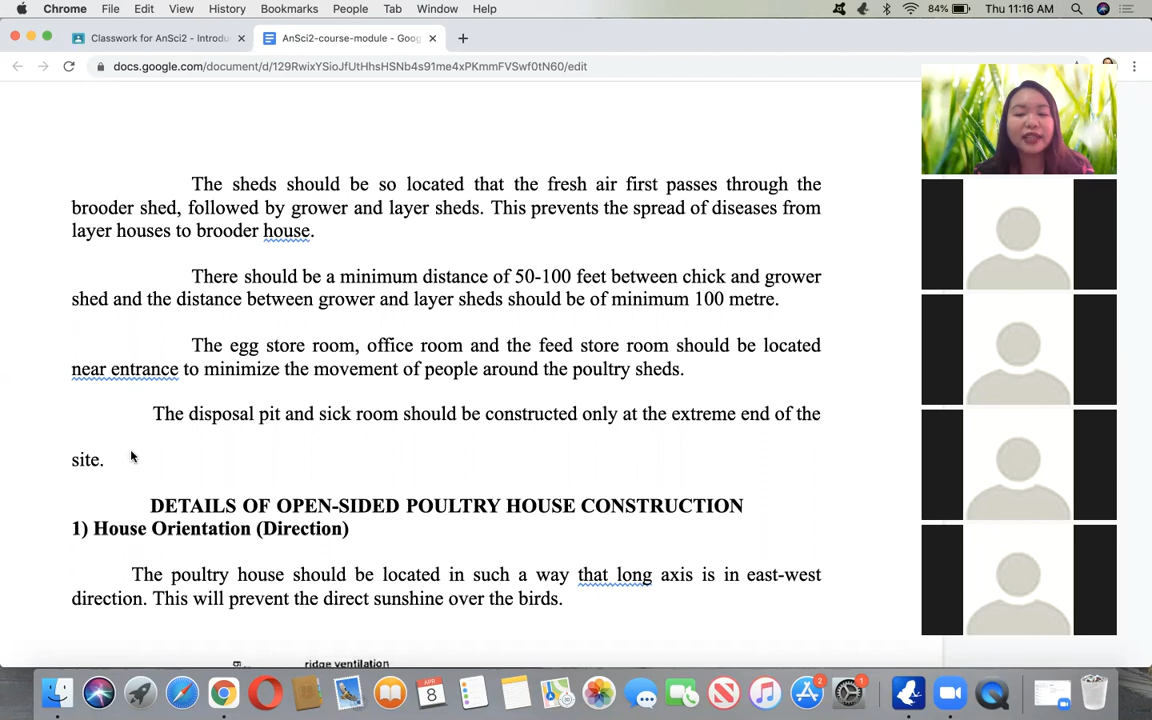 Chrome File Edit View History Bookmarks People Tab Window Help 84% Thu 11:16 AM
Classwork for AnSci2 - Introdu AnSci2-course-module - Goog
docs.google.com/document/d/129RwixYSioJfUtHhsHSNb4s91me4xPKmmFVSwf0tN60/edit
The sheds should be so located that the fresh air first passes through the
brooder shed, followed by grower and layer sheds. This prevents the spread of diseases from
layer houses to brooder house.
There should be a minimum distance of 50-100 feet between chick and grower
shed and the distance between grower and layer sheds should be of minimum 100 metre.
The egg store room, office room and the feed store room should be located
near entrance to minimize the movement of people around the poultry sheds.
The disposal pit and sick room should be constructed only at the extreme end of the
site.
DETAILS OF OPEN-SIDED POULTRY HOUSE CONSTRUCTION
1) House Orientation (Direction)
The poultry house should be located in such a way that long axis is in east-west
direction. This will prevent the direct sunshine over the birds.
ridge ventilation
APR
8
2
1